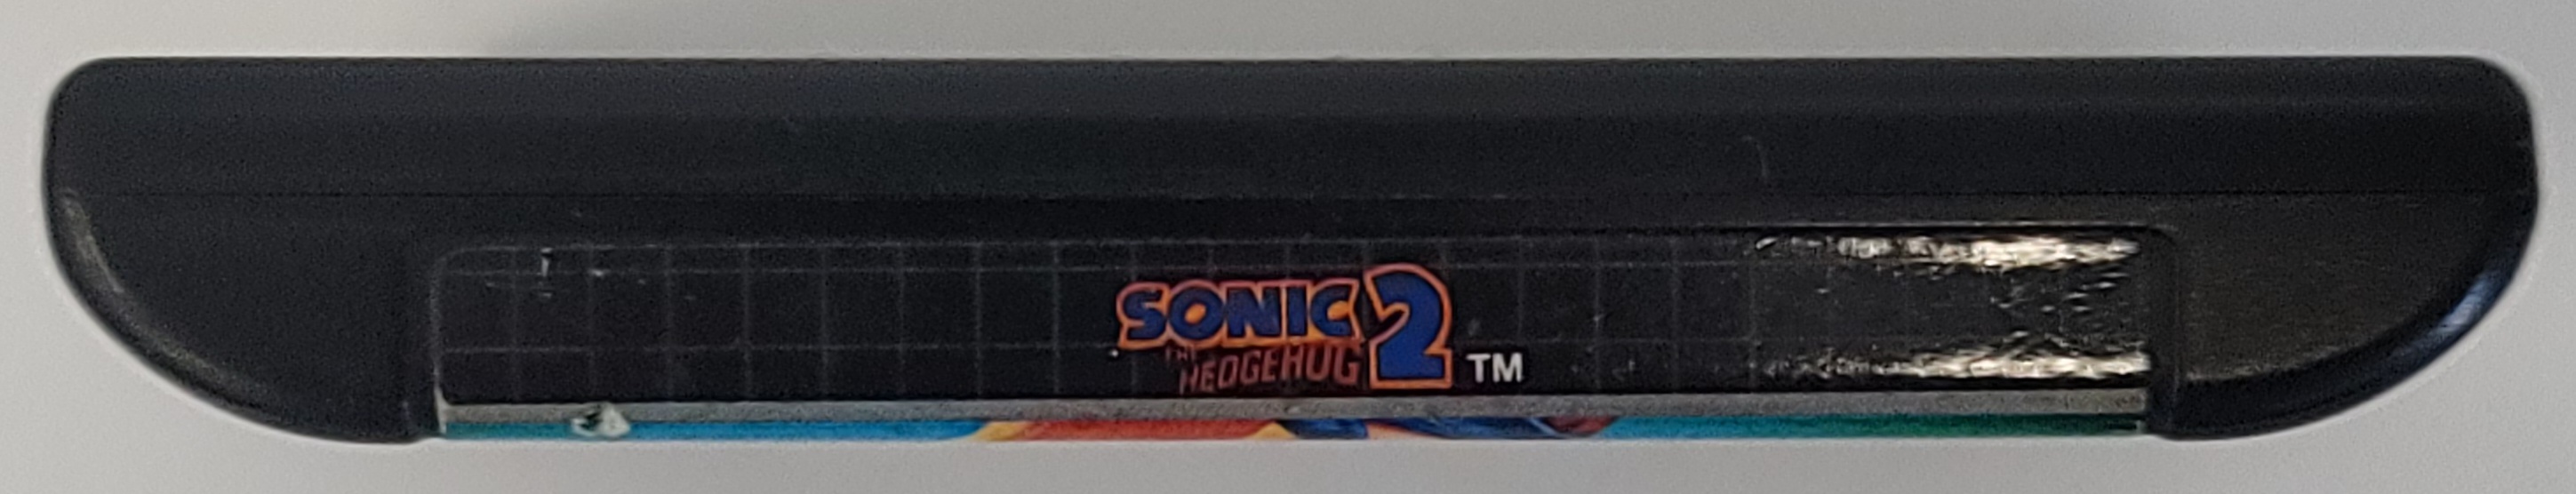 SONIC 2
THE
HEDGEHOG TM